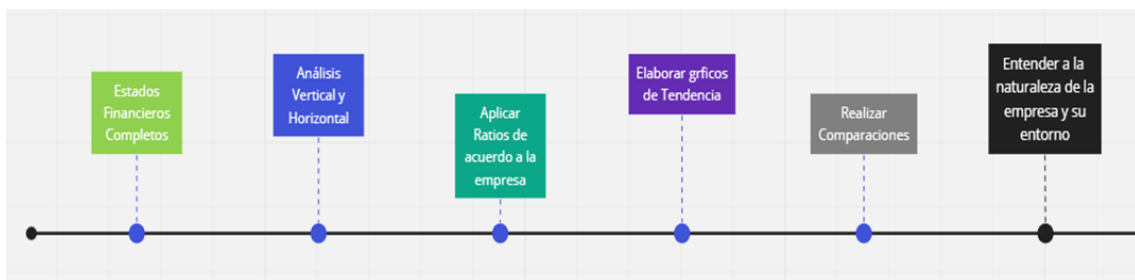 Estados
Financieros
Completos
Análisis
Vertical y
Horizontal
Aplicar
Ratios de
acuerdo a la
empresa
Elaborar grficos
de Tendencia
Realizar
Comparaciones
Entender a la
naturaleza de la
empresa y su
entorno